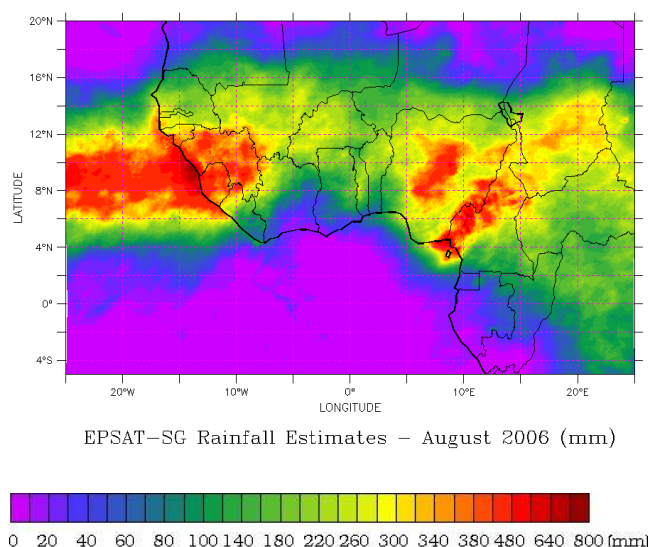 20°N
16°N
12°N
8°N
4°N
0°
4°S
LATITUDE
20°W 10°W 0° 10°E 20°E
LONGITUDE
EPSAT-SG Rainfall Estimates - August 2006 (mm)
0 20 40 60 80 100 140 180 220 260 300 340 380 480 640 800 [mm]